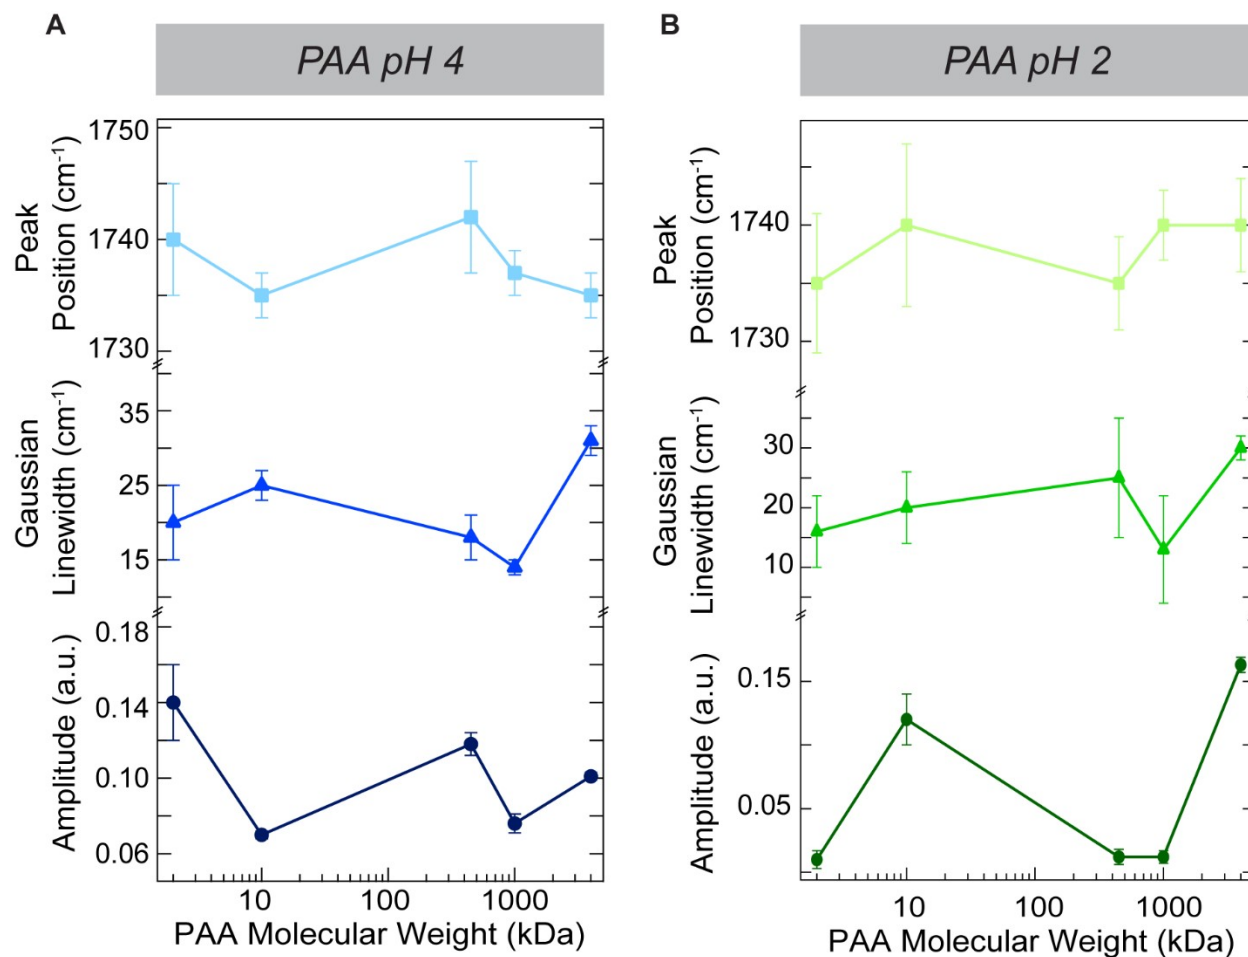 A
PAA pH 4
1750
1740
1730
Peak
Position (cm⁻¹)
35
25
15
Gaussian
Linewidth (cm⁻¹)
0.18
0.14
0.10
0.06
Amplitude (a.u.)
10
100
1000
PAA Molecular Weight (kDa)
B
PAA pH 2
1740
1730
Peak
Position (cm⁻¹)
30
20
10
Gaussian
Linewidth (cm⁻¹)
0.15
0.05
Amplitude (a.u.)
10
100
1000
PAA Molecular Weight (kDa)